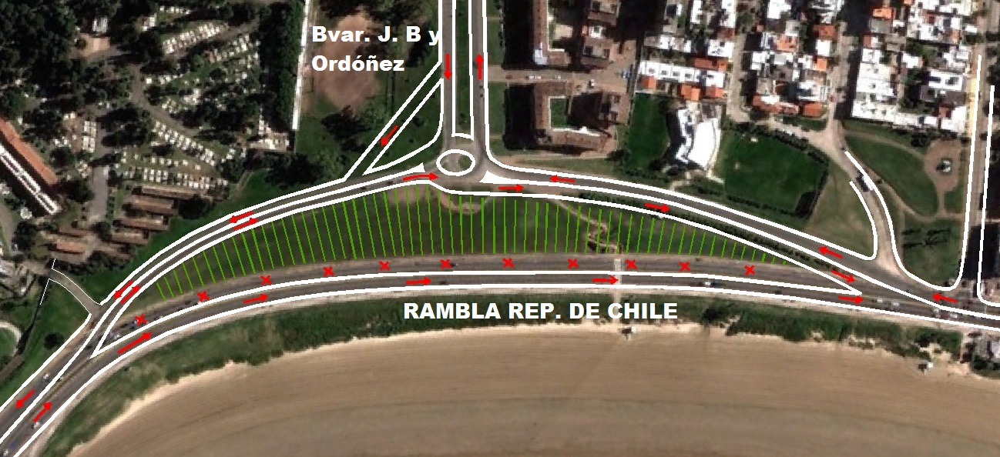 Bvar. J. B y
Ordóñez
RAMBLA REP. DE CHILE